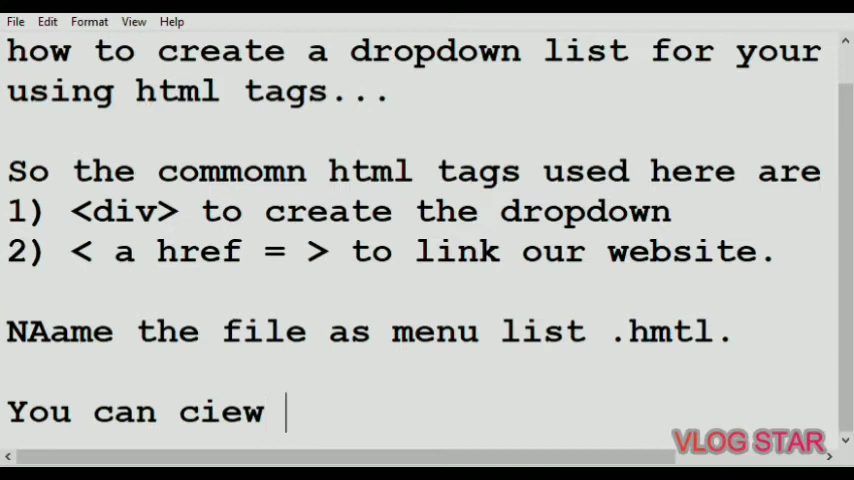 File Edit Format View Help
how to create a dropdown list for your
using html tags...
So the commomn html tags used here are
1) <div> to create the dropdown
2) < a href = > to link our website.
NAame the file as menu list .hmtl.
You can ciew
VLOG STAR